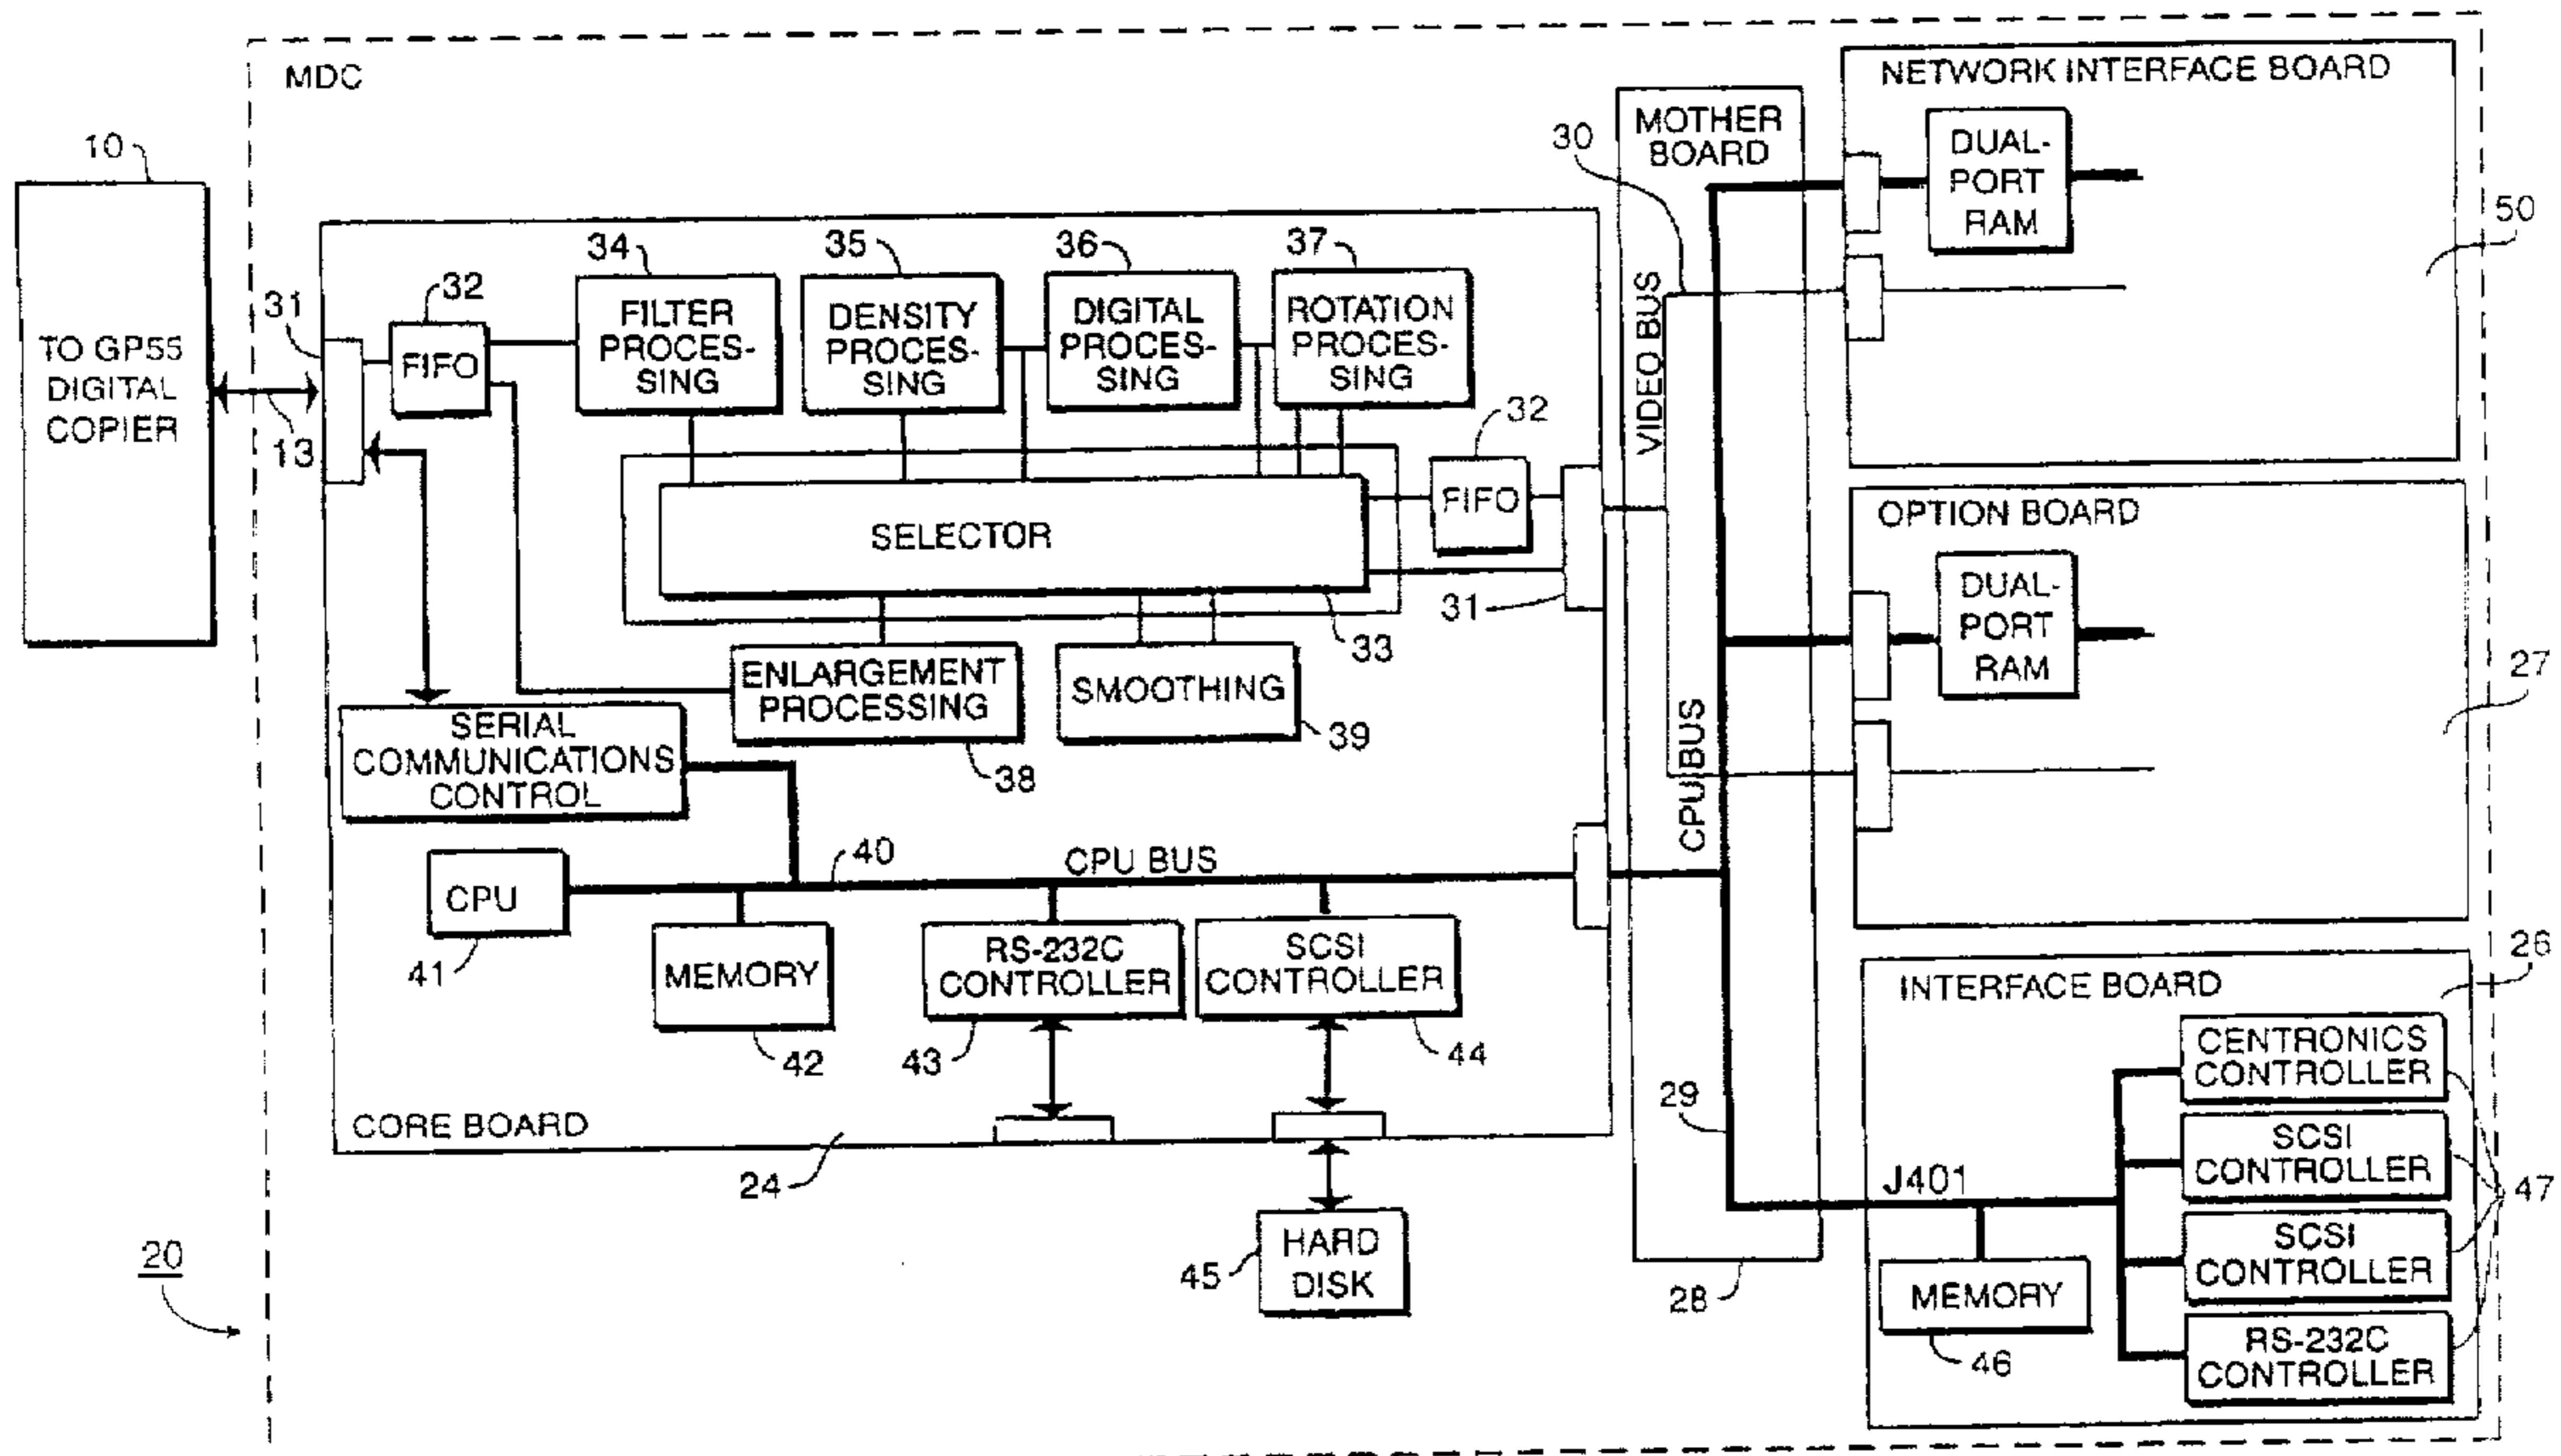 MDC
10
TO GP55
DIGITAL
COPIER
13
31
32
FIFO
34
FILTER
PROCES-
SING
35
DENSITY
PROCES-
SING
36
DIGITAL
PROCES-
SING
37
ROTATION
PROCES-
SING
SELECTOR
32
FIFO
31
33
ENLARGEMENT
PROCESSING
38
SMOOTHING
39
SERIAL
COMMUNICATIONS
CONTROL
CPU
41
40
CPU BUS
MEMORY
42
RS-232C
CONTROLLER
43
SCSI
CONTROLLER
44
CORE BOARD
24
HARD
DISK
45
20
MOTHER
BOARD
30
VIDEO BUS
CPU BUS
29
28
NETWORK INTERFACE BOARD
DUAL-
PORT
RAM
50
OPTION BOARD
DUAL-
PORT
RAM
27
26
INTERFACE BOARD
J401
MEMORY
46
CENTRONICS
CONTROLLER
SCSI
CONTROLLER
SCSI
CONTROLLER
RS-232C
CONTROLLER
47